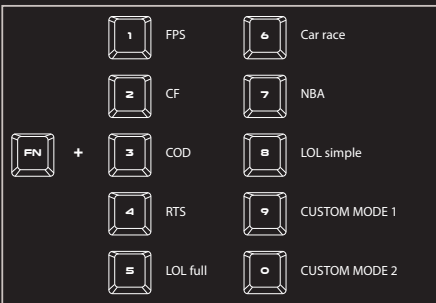 1 FPS 6 Car race
2 CF 7 NBA
FN + 3 COD 8 LOL simple
4 RTS 9 CUSTOM MODE 1
5 LOL full 0 CUSTOM MODE 2